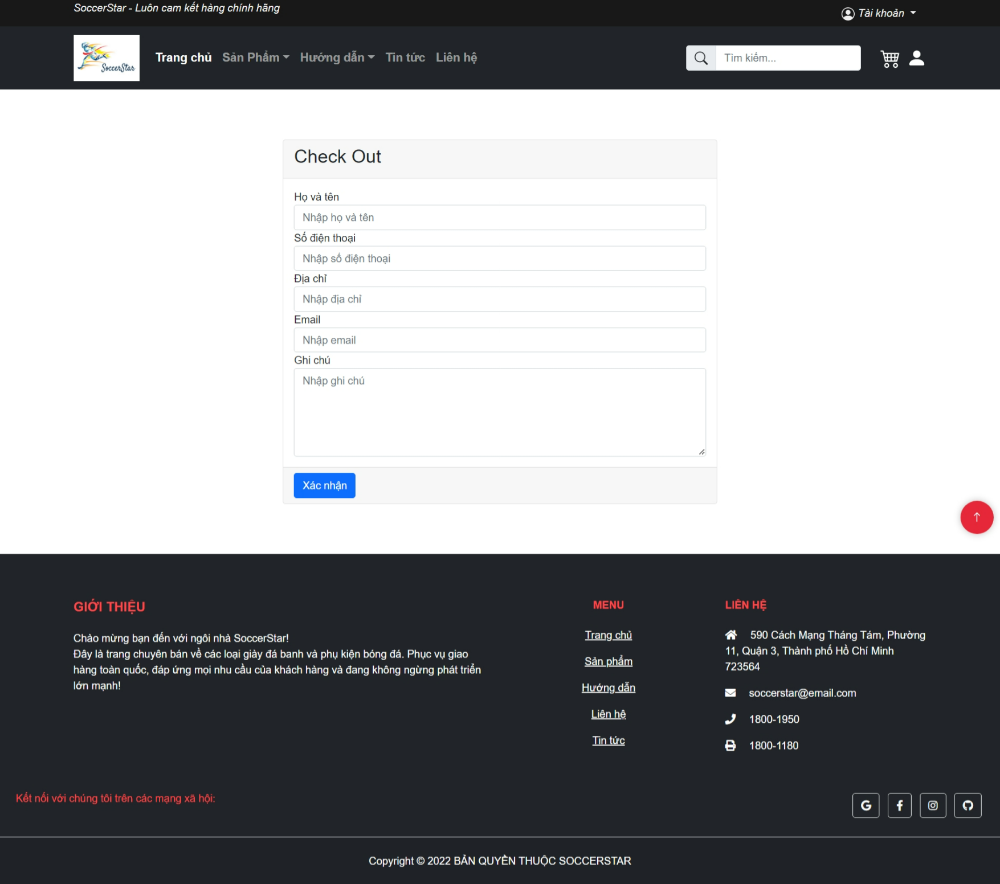 SoccerStar - Luôn cam kết hàng chính hãng
Tài khoản
SoccerStar
Trang chủ Sản Phẩm Hướng dẫn Tin tức Liên hệ
Tìm kiếm...
Check Out
Họ và tên
Nhập họ và tên
Số điện thoại
Nhập số điện thoại
Địa chỉ
Nhập địa chỉ
Email
Nhập email
Ghi chú
Nhập ghi chú
Xác nhận
GIỚI THIỆU
Chào mừng bạn đến với ngôi nhà SoccerStar!
Đây là trang chuyên bán về các loại giày đá banh và phụ kiện bóng đá. Phục vụ giao
hàng toàn quốc, đáp ứng mọi nhu cầu của khách hàng và đang không ngừng phát triển
lớn mạnh!
MENU
Trang chủ
Sản phẩm
Hướng dẫn
Liên hệ
Tin tức
LIÊN HỆ
590 Cách Mạng Tháng Tám, Phường
11, Quận 3, Thành phố Hồ Chí Minh
723564
soccerstar@email.com
1800-1950
1800-1180
Kết nối với chúng tôi trên các mạng xã hội:
Copyright © 2022 BẢN QUYỀN THUỘC SOCCERSTAR